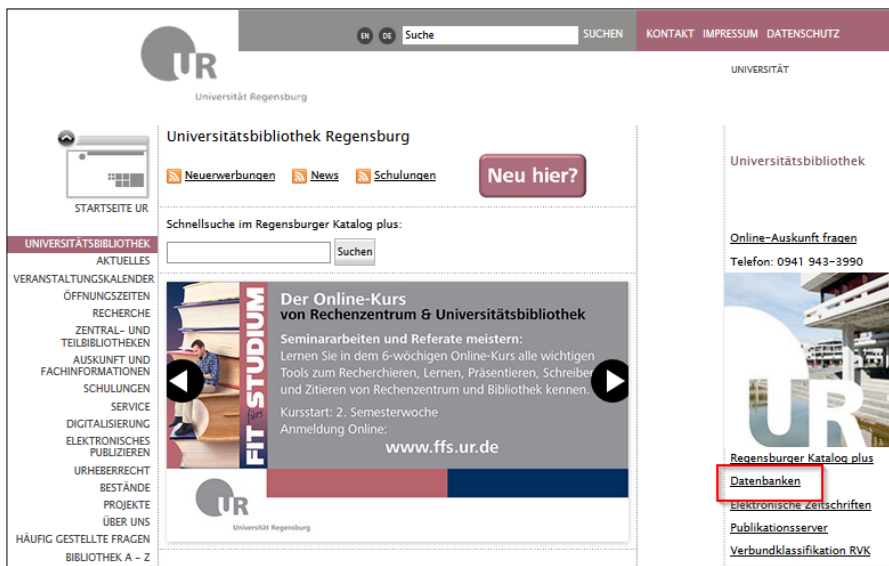 EN DE Suche SUCHEN KONTAKT IMPRESSUM DATENSCHUTZ
UR
Universität Regensburg
UNIVERSITÄT
STARTSEITE UR
UNIVERSITÄTSBIBLIOTHEK
AKTUELLES
VERANSTALTUNGSKALENDER
ÖFFNUNGSZEITEN
RECHERCHE
ZENTRAL- UND
TEILBIBLIOTHEKEN
AUSKUNFT UND
FACHINFORMATIONEN
SCHULUNGEN
SERVICE
DIGITALISIERUNG
ELEKTRONISCHES
PUBLIZIEREN
URHEBERRECHT
BESTÄNDE
PROJEKTE
ÜBER UNS
HÄUFIG GESTELLTE FRAGEN
BIBLIOTHEK A - Z
Universitätsbibliothek Regensburg
Neuerwerbungen News Schulungen Neu hier?
Schnellsuche im Regensburger Katalog plus:
Suchen
FIT fürs STUDIUM
Der Online-Kurs
von Rechenzentrum & Universitätsbibliothek
Seminararbeiten und Referate meistern:
Lernen Sie in dem 6-wöchigen Online-Kurs alle wichtigen
Tools zum Recherchieren, Lernen, Präsentieren, Schreiben
und Zitieren von Rechenzentrum und Bibliothek kennen.
Kursstart: 2. Semesterwoche
Anmeldung Online:
www.ffs.ur.de
UR
Universität Regensburg
Universitätsbibliothek
Online-Auskunft fragen
Telefon: 0941 943-3990
UR
Regensburger Katalog plus
Datenbanken
Elektronische Zeitschriften
Publikationsserver
Verbundklassifikation RVK